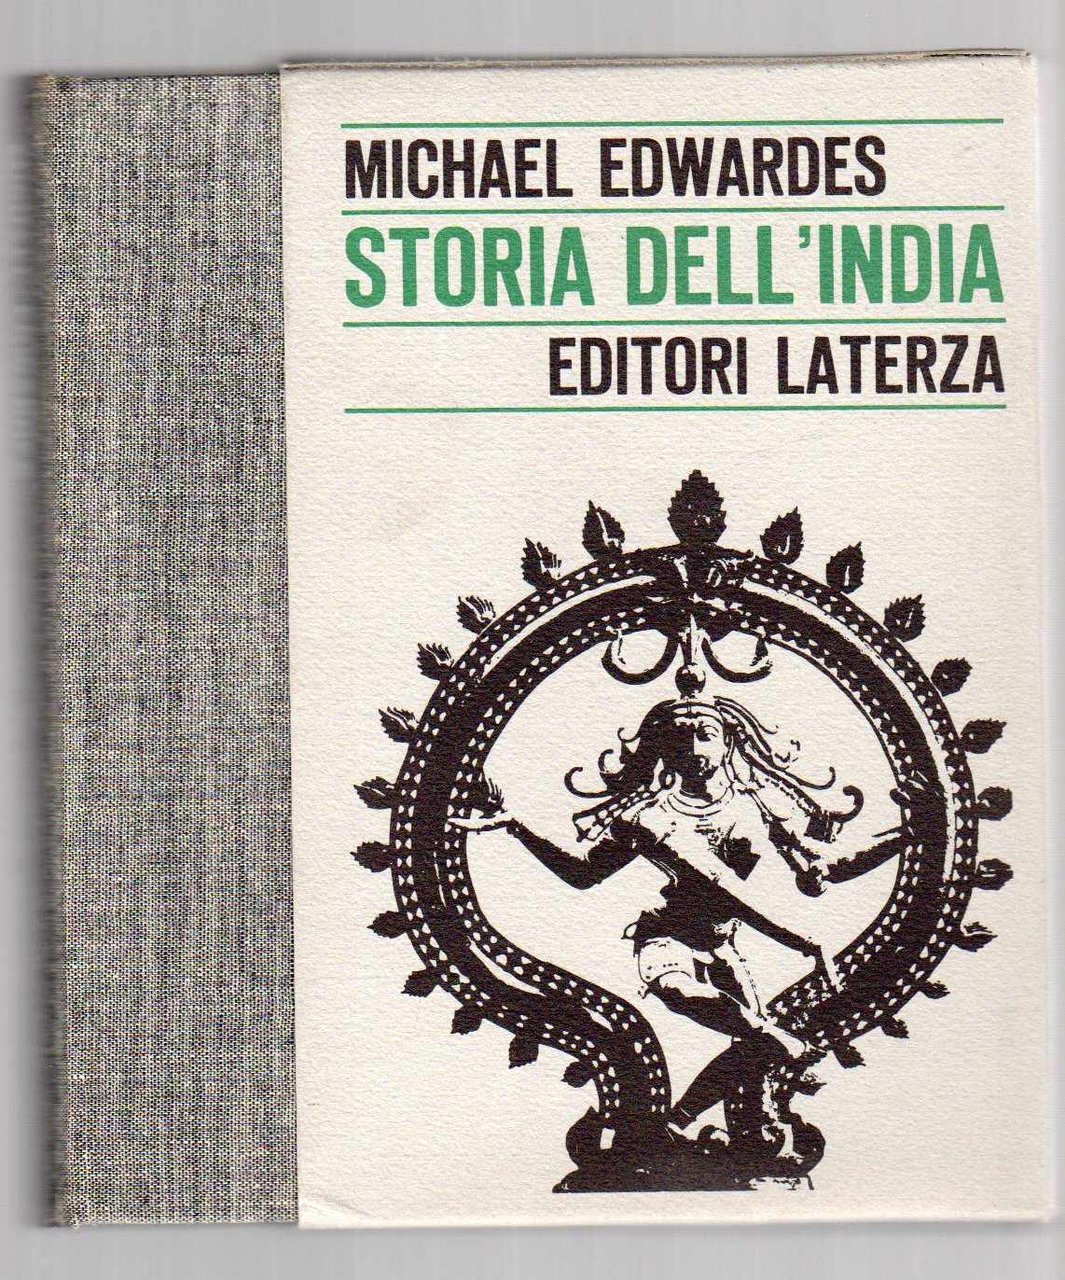 MICHAEL EDWARDES
STORIA DELL'INDIA
EDITORI LATERZA